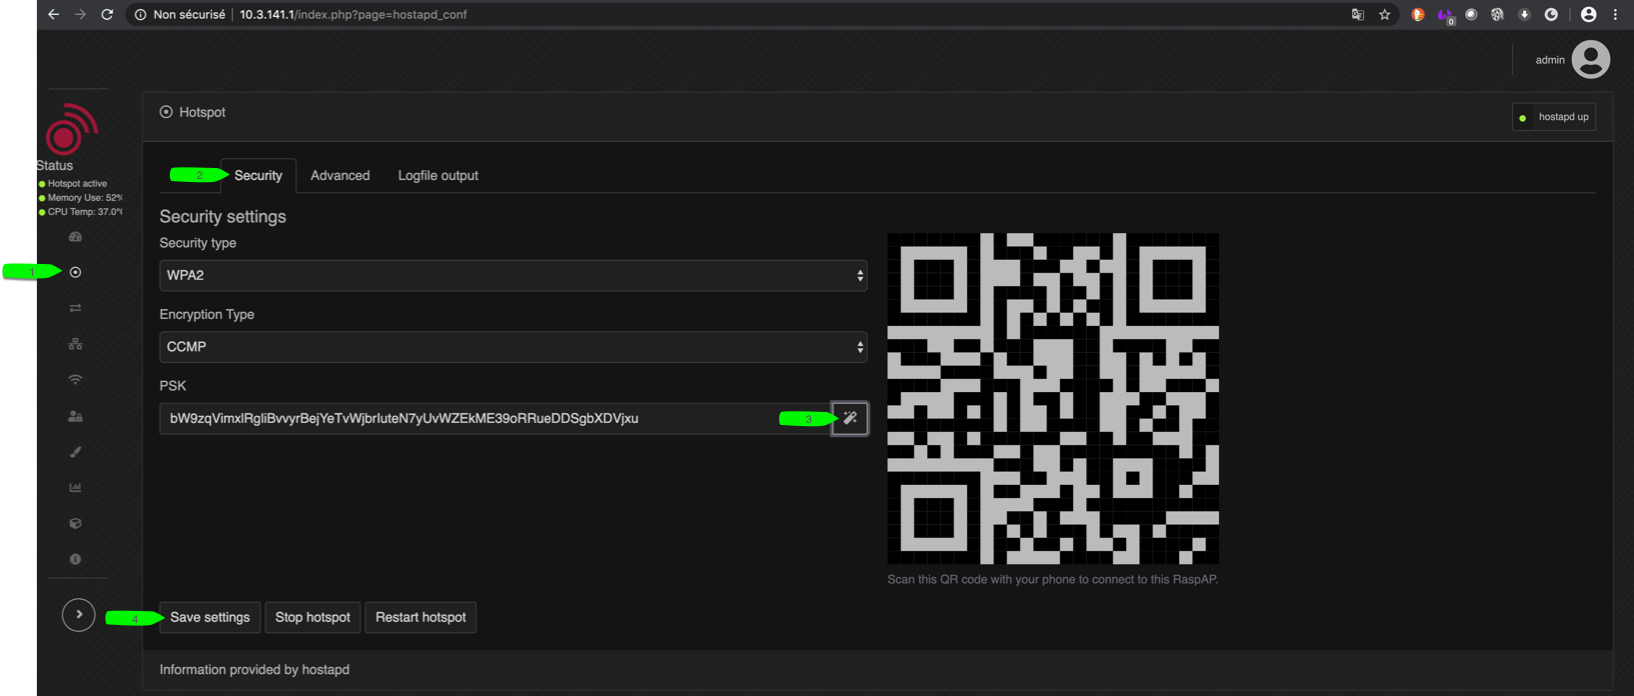 Non sécurisé | 10.3.141.1/index.php?page=hostapd_conf
0
admin
Hotspot
hostapd up
Status
Hotspot active
Memory Use: 52%
CPU Temp: 37.0°
2
Security
Advanced
Logfile output
Security settings
Security type
WPA2
1
Encryption Type
CCMP
PSK
bW9zqVimxlRgliBvvyrBejYeTvWjbrIuteN7yUvWZEkME39oRRueDDSgbXDVjxu
3
Scan this QR code with your phone to connect to this RaspAP.
4
Save settings
Stop hotspot
Restart hotspot
Information provided by hostapd